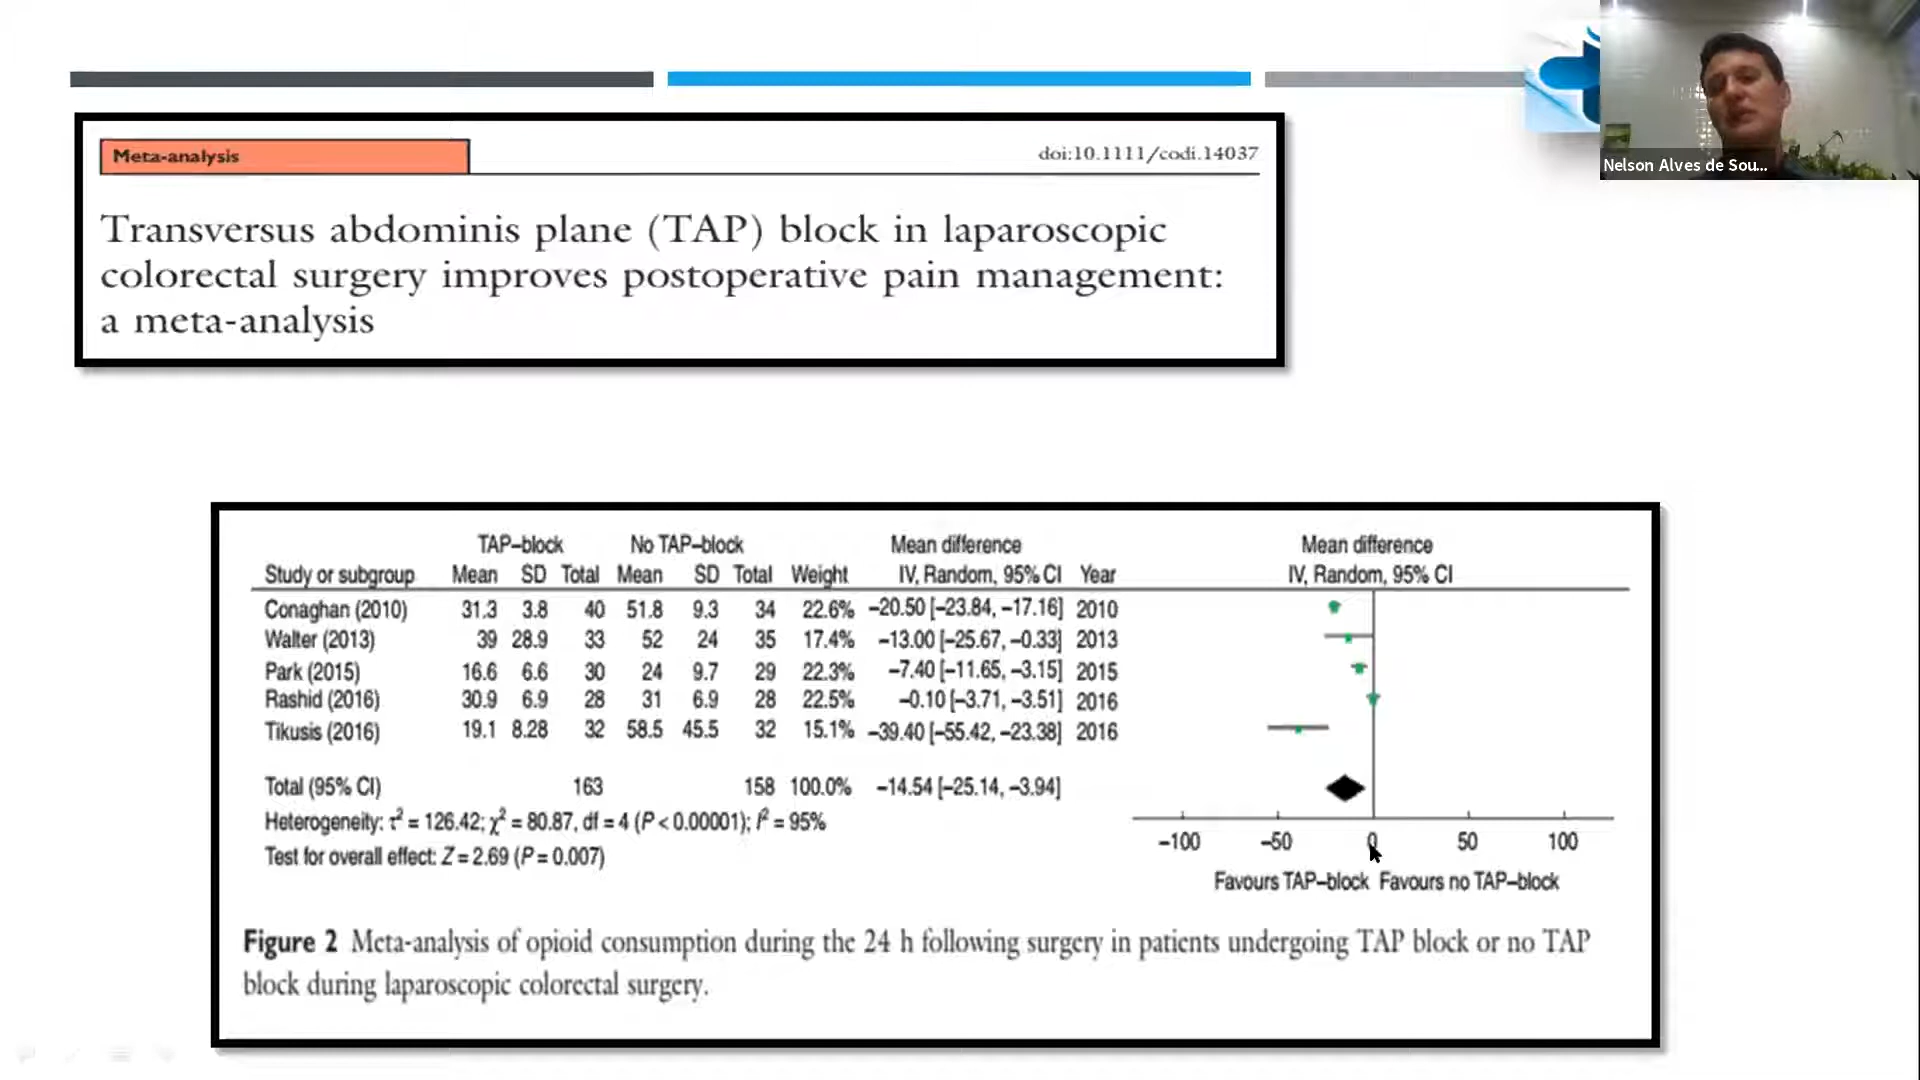 Nelson Alves de Sou...
Meta-analysis
doi:10.1111/codi.14037
Transversus abdominis plane (TAP) block in laparoscopic
colorectal surgery improves postoperative pain management:
a meta-analysis
TAP–block No TAP–block Mean difference Mean difference
Study or subgroup Mean SD Total Mean SD Total Weight IV, Random, 95% CI Year IV, Random, 95% CI
Conaghan (2010) 31.3 3.8 40 51.8 9.3 34 22.6% −20.50 [−23.84, −17.16] 2010
Walter (2013) 39 28.9 33 52 24 35 17.4% −13.00 [−25.67, −0.33] 2013
Park (2015) 16.6 6.6 30 24 9.7 29 22.3% −7.40 [−11.65, −3.15] 2015
Rashid (2016) 30.9 6.9 28 31 6.9 28 22.5% −0.10 [−3.71, −3.51] 2016
Tikusis (2016) 19.1 8.28 32 58.5 45.5 32 15.1% −39.40 [−55.42, −23.38] 2016
Total (95% CI) 163 158 100.0% −14.54 [−25.14, −3.94]
Heterogeneity: τ² = 126.42; χ² = 80.87, df = 4 (P < 0.00001); I² = 95%
Test for overall effect: Z = 2.69 (P = 0.007)
−100 −50 0 50 100
Favours TAP–block Favours no TAP–block
Figure 2 Meta-analysis of opioid consumption during the 24 h following surgery in patients undergoing TAP block or no TAP
block during laparoscopic colorectal surgery.